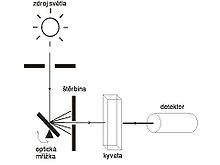 zdroj světla
štěrbina
detektor
optická
mřížka
kyveta